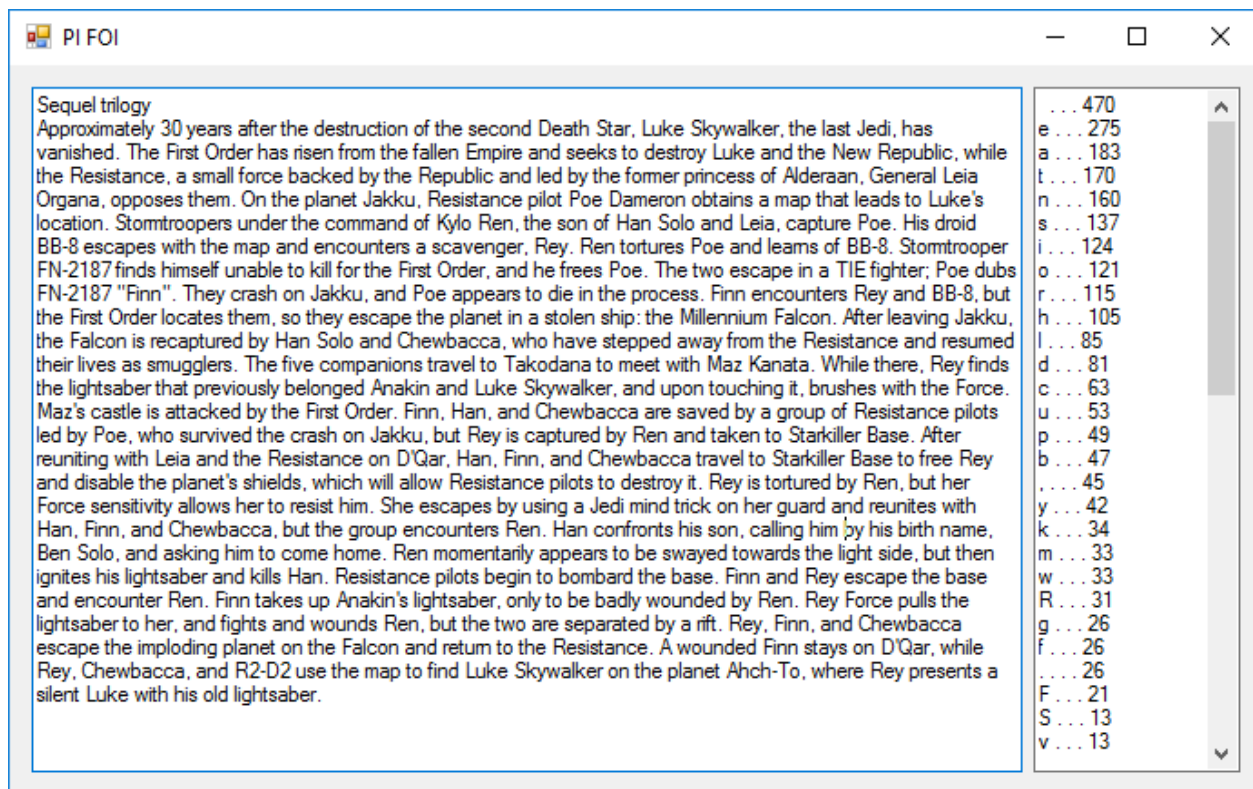 PI FOI
Sequel trilogy
Approximately 30 years after the destruction of the second Death Star, Luke Skywalker, the last Jedi, has
vanished. The First Order has risen from the fallen Empire and seeks to destroy Luke and the New Republic, while
the Resistance, a small force backed by the Republic and led by the former princess of Alderaan, General Leia
Organa, opposes them. On the planet Jakku, Resistance pilot Poe Dameron obtains a map that leads to Luke's
location. Stormtroopers under the command of Kylo Ren, the son of Han Solo and Leia, capture Poe. His droid
BB-8 escapes with the map and encounters a scavenger, Rey. Ren tortures Poe and learns of BB-8. Stormtrooper
FN-2187 finds himself unable to kill for the First Order, and he frees Poe. The two escape in a TIE fighter; Poe dubs
FN-2187 "Finn". They crash on Jakku, and Poe appears to die in the process. Finn encounters Rey and BB-8, but
the First Order locates them, so they escape the planet in a stolen ship: the Millennium Falcon. After leaving Jakku,
the Falcon is recaptured by Han Solo and Chewbacca, who have stepped away from the Resistance and resumed
their lives as smugglers. The five companions travel to Takodana to meet with Maz Kanata. While there, Rey finds
the lightsaber that previously belonged Anakin and Luke Skywalker, and upon touching it, brushes with the Force.
Maz's castle is attacked by the First Order. Finn, Han, and Chewbacca are saved by a group of Resistance pilots
led by Poe, who survived the crash on Jakku, but Rey is captured by Ren and taken to Starkiller Base. After
reuniting with Leia and the Resistance on D'Qar, Han, Finn, and Chewbacca travel to Starkiller Base to free Rey
and disable the planet's shields, which will allow Resistance pilots to destroy it. Rey is tortured by Ren, but her
Force sensitivity allows her to resist him. She escapes by using a Jedi mind trick on her guard and reunites with
Han, Finn, and Chewbacca, but the group encounters Ren. Han confronts his son, calling him by his birth name,
Ben Solo, and asking him to come home. Ren momentarily appears to be swayed towards the light side, but then
ignites his lightsaber and kills Han. Resistance pilots begin to bombard the base. Finn and Rey escape the base
and encounter Ren. Finn takes up Anakin's lightsaber, only to be badly wounded by Ren. Rey Force pulls the
lightsaber to her, and fights and wounds Ren, but the two are separated by a rift. Rey, Finn, and Chewbacca
escape the imploding planet on the Falcon and return to the Resistance. A wounded Finn stays on D'Qar, while
Rey, Chewbacca, and R2-D2 use the map to find Luke Skywalker on the planet Ahch-To, where Rey presents a
silent Luke with his old lightsaber.
. . . 470
e . . . 275
a . . . 183
t . . . 170
n . . . 160
s . . . 137
i . . . 124
o . . . 121
r . . . 115
h . . . 105
l . . . 85
d . . . 81
c . . . 63
u . . . 53
p . . . 49
b . . . 47
, . . . 45
y . . . 42
k . . . 34
m . . . 33
w . . . 33
R . . . 31
g . . . 26
f . . . 26
. . . . 26
F . . . 21
S . . . 13
v . . . 13